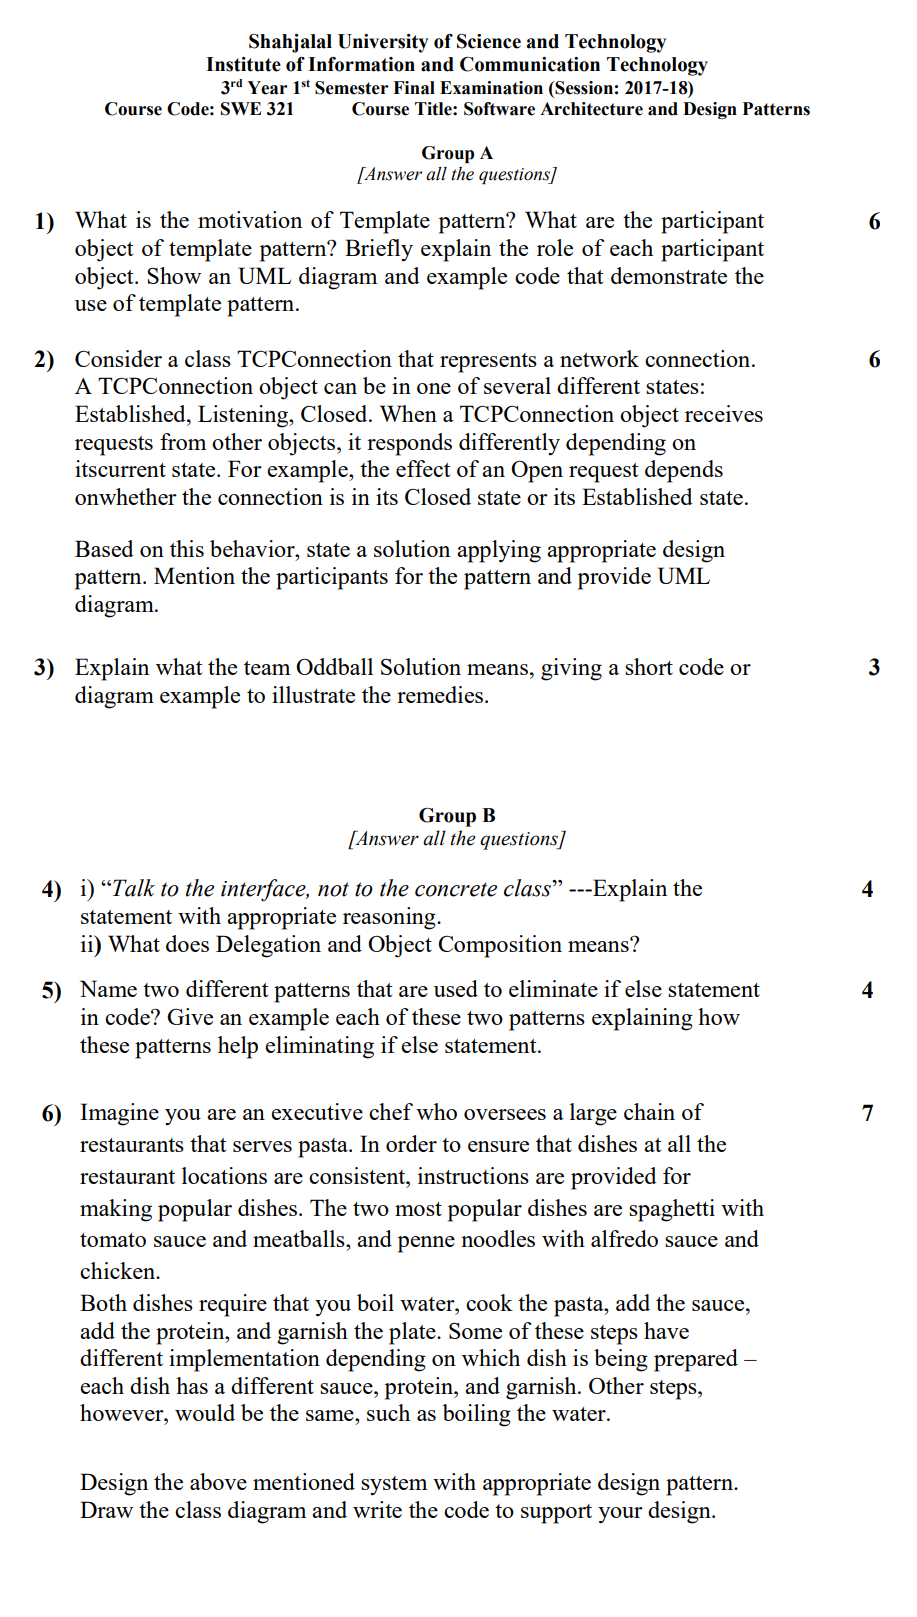 Shahjalal University of Science and Technology
Institute of Information and Communication Technology
3rd Year 1st Semester Final Examination (Session: 2017-18)
Course Code: SWE 321 Course Title: Software Architecture and Design Patterns
Group A
[Answer all the questions]
1) What is the motivation of Template pattern? What are the participant 6
object of template pattern? Briefly explain the role of each participant
object. Show an UML diagram and example code that demonstrate the
use of template pattern.
2) Consider a class TCPConnection that represents a network connection. 6
A TCPConnection object can be in one of several different states:
Established, Listening, Closed. When a TCPConnection object receives
requests from other objects, it responds differently depending on
itscurrent state. For example, the effect of an Open request depends
onwhether the connection is in its Closed state or its Established state.
Based on this behavior, state a solution applying appropriate design
pattern. Mention the participants for the pattern and provide UML
diagram.
3) Explain what the team Oddball Solution means, giving a short code or 3
diagram example to illustrate the remedies.
Group B
[Answer all the questions]
4) i) “Talk to the interface, not to the concrete class” ---Explain the 4
statement with appropriate reasoning.
ii) What does Delegation and Object Composition means?
5) Name two different patterns that are used to eliminate if else statement 4
in code? Give an example each of these two patterns explaining how
these patterns help eliminating if else statement.
6) Imagine you are an executive chef who oversees a large chain of 7
restaurants that serves pasta. In order to ensure that dishes at all the
restaurant locations are consistent, instructions are provided for
making popular dishes. The two most popular dishes are spaghetti with
tomato sauce and meatballs, and penne noodles with alfredo sauce and
chicken.
Both dishes require that you boil water, cook the pasta, add the sauce,
add the protein, and garnish the plate. Some of these steps have
different implementation depending on which dish is being prepared –
each dish has a different sauce, protein, and garnish. Other steps,
however, would be the same, such as boiling the water.
Design the above mentioned system with appropriate design pattern.
Draw the class diagram and write the code to support your design.